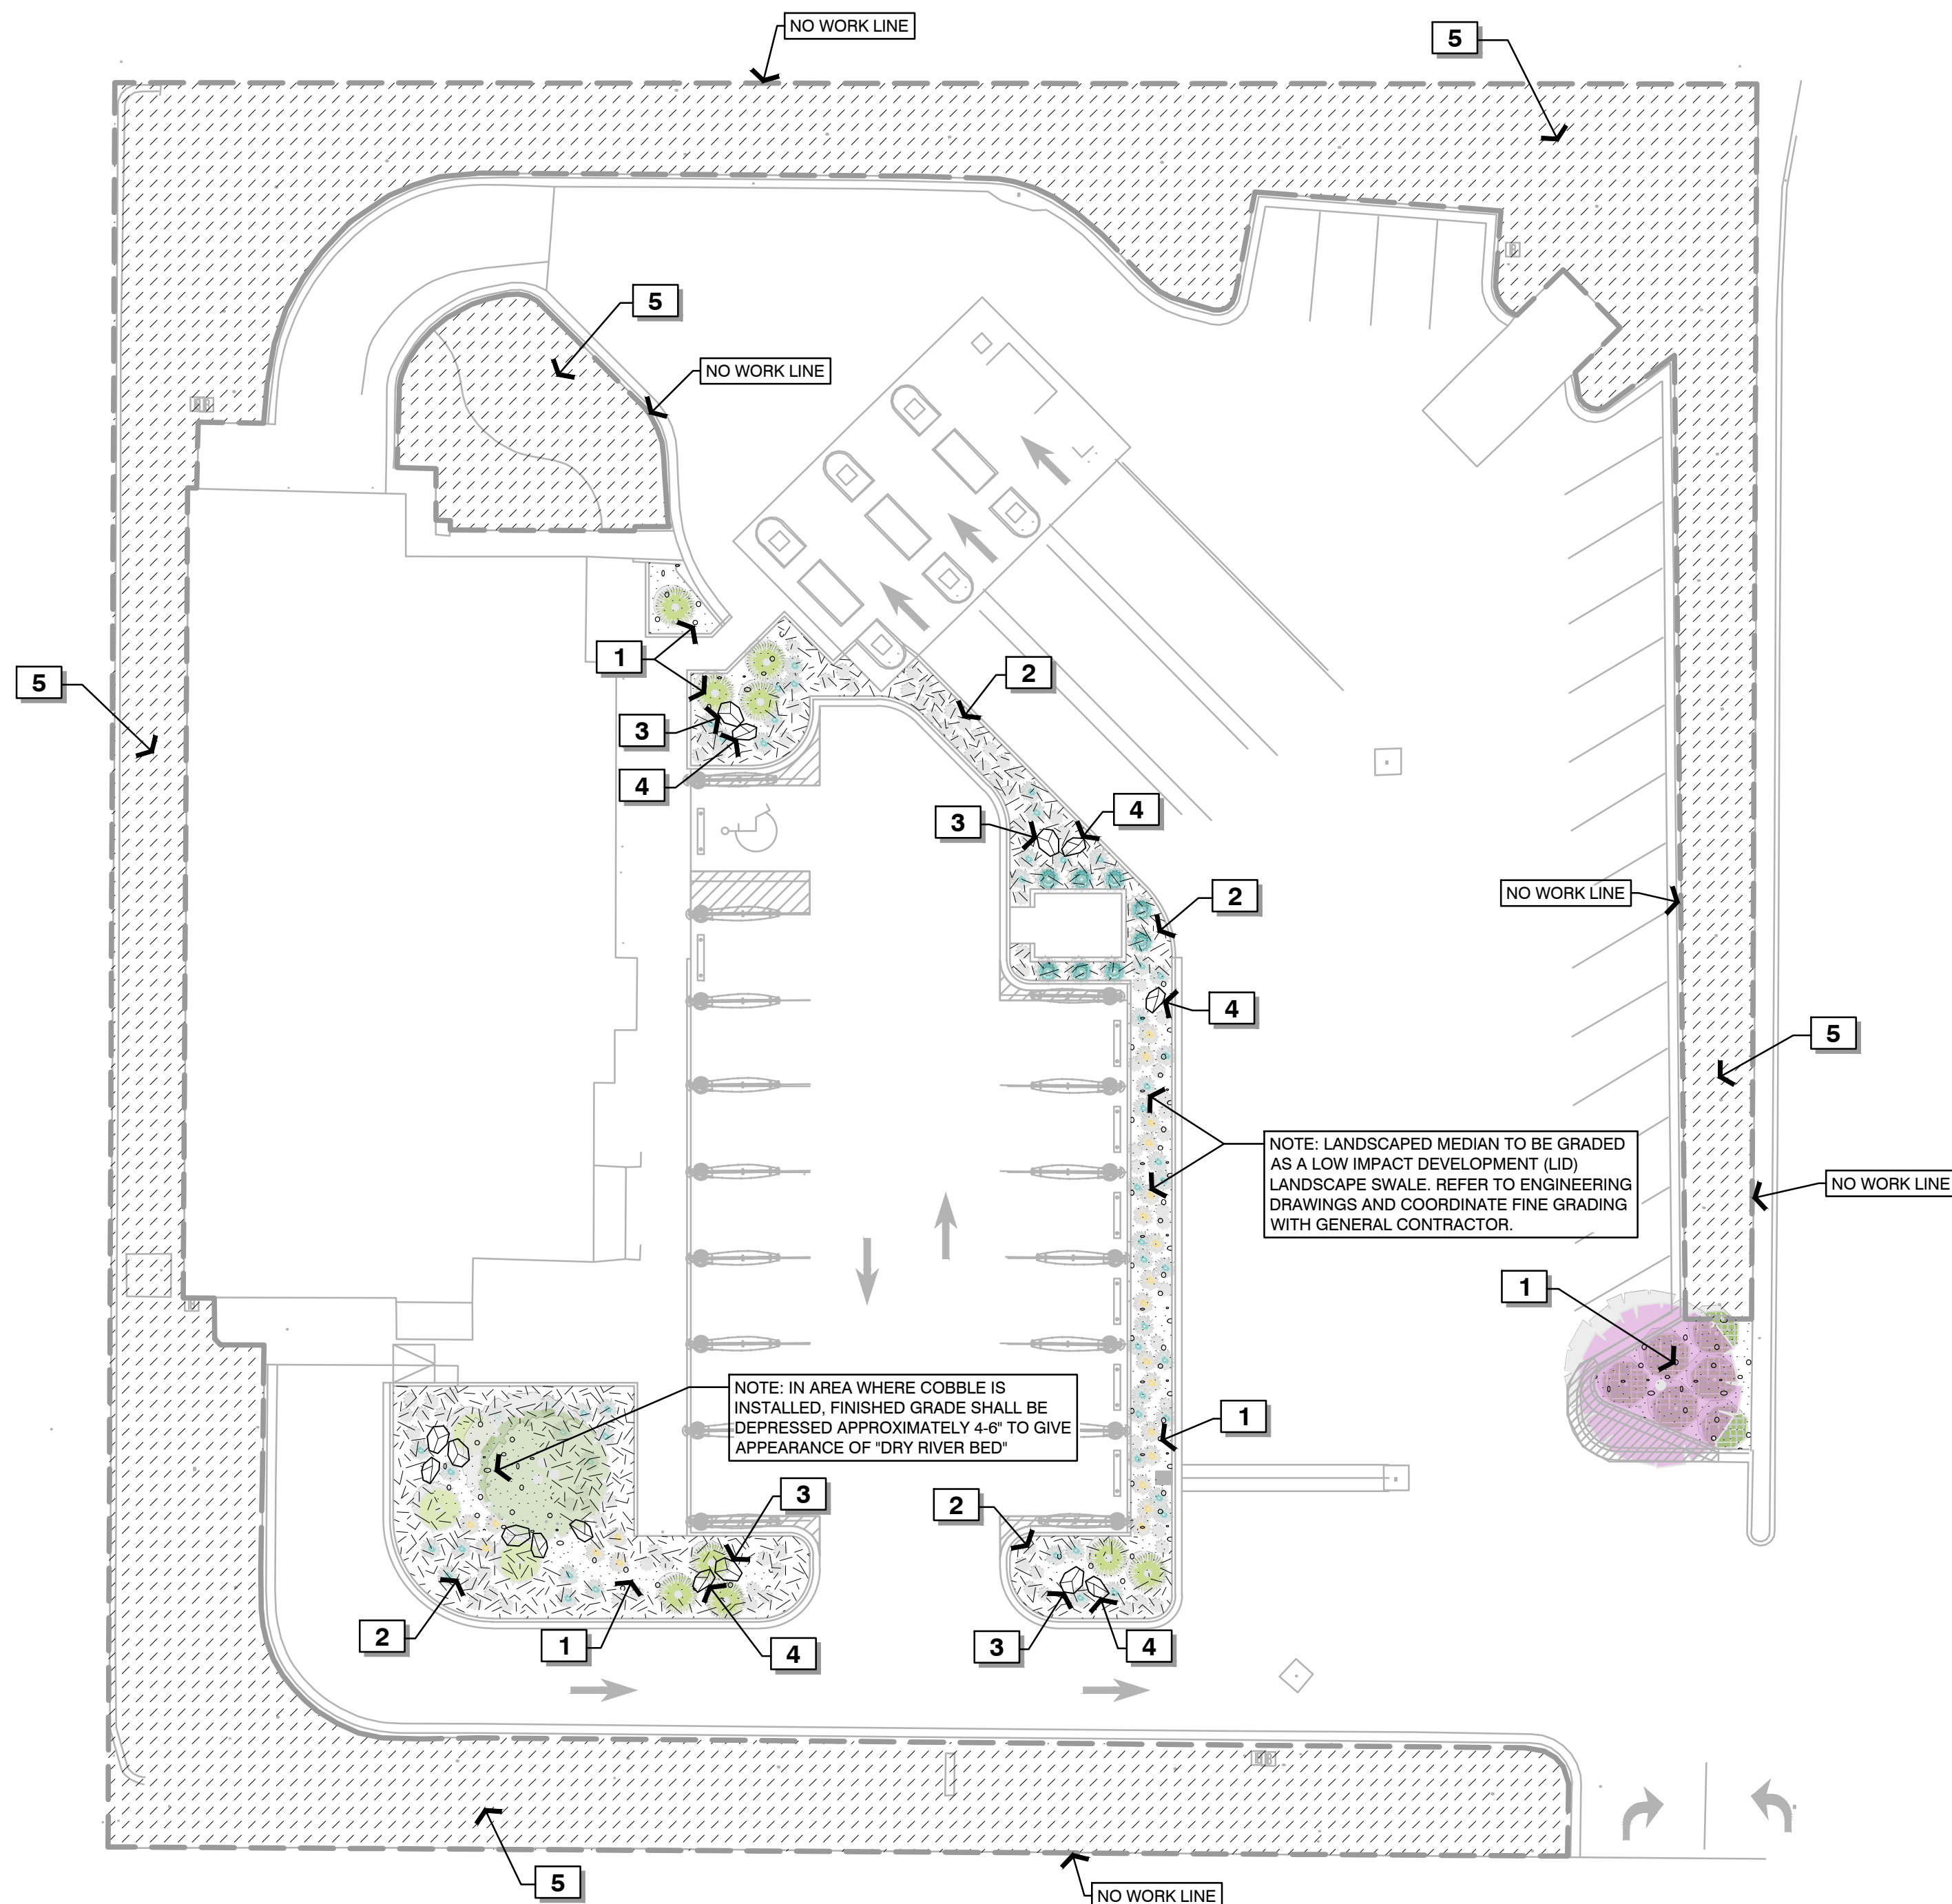 NO WORK LINE
5
5
NO WORK LINE
1
2
5
3
4
3
4
2
NO WORK LINE
4
5
NOTE: LANDSCAPED MEDIAN TO BE GRADED
AS A LOW IMPACT DEVELOPMENT (LID)
LANDSCAPE SWALE. REFER TO ENGINEERING
DRAWINGS AND COORDINATE FINE GRADING
WITH GENERAL CONTRACTOR.
NO WORK LINE
1
NOTE: IN AREA WHERE COBBLE IS
INSTALLED, FINISHED GRADE SHALL BE
DEPRESSED APPROXIMATELY 4-6" TO GIVE
APPEARANCE OF "DRY RIVER BED"
1
3
2
2
1
4
3
4
5
NO WORK LINE